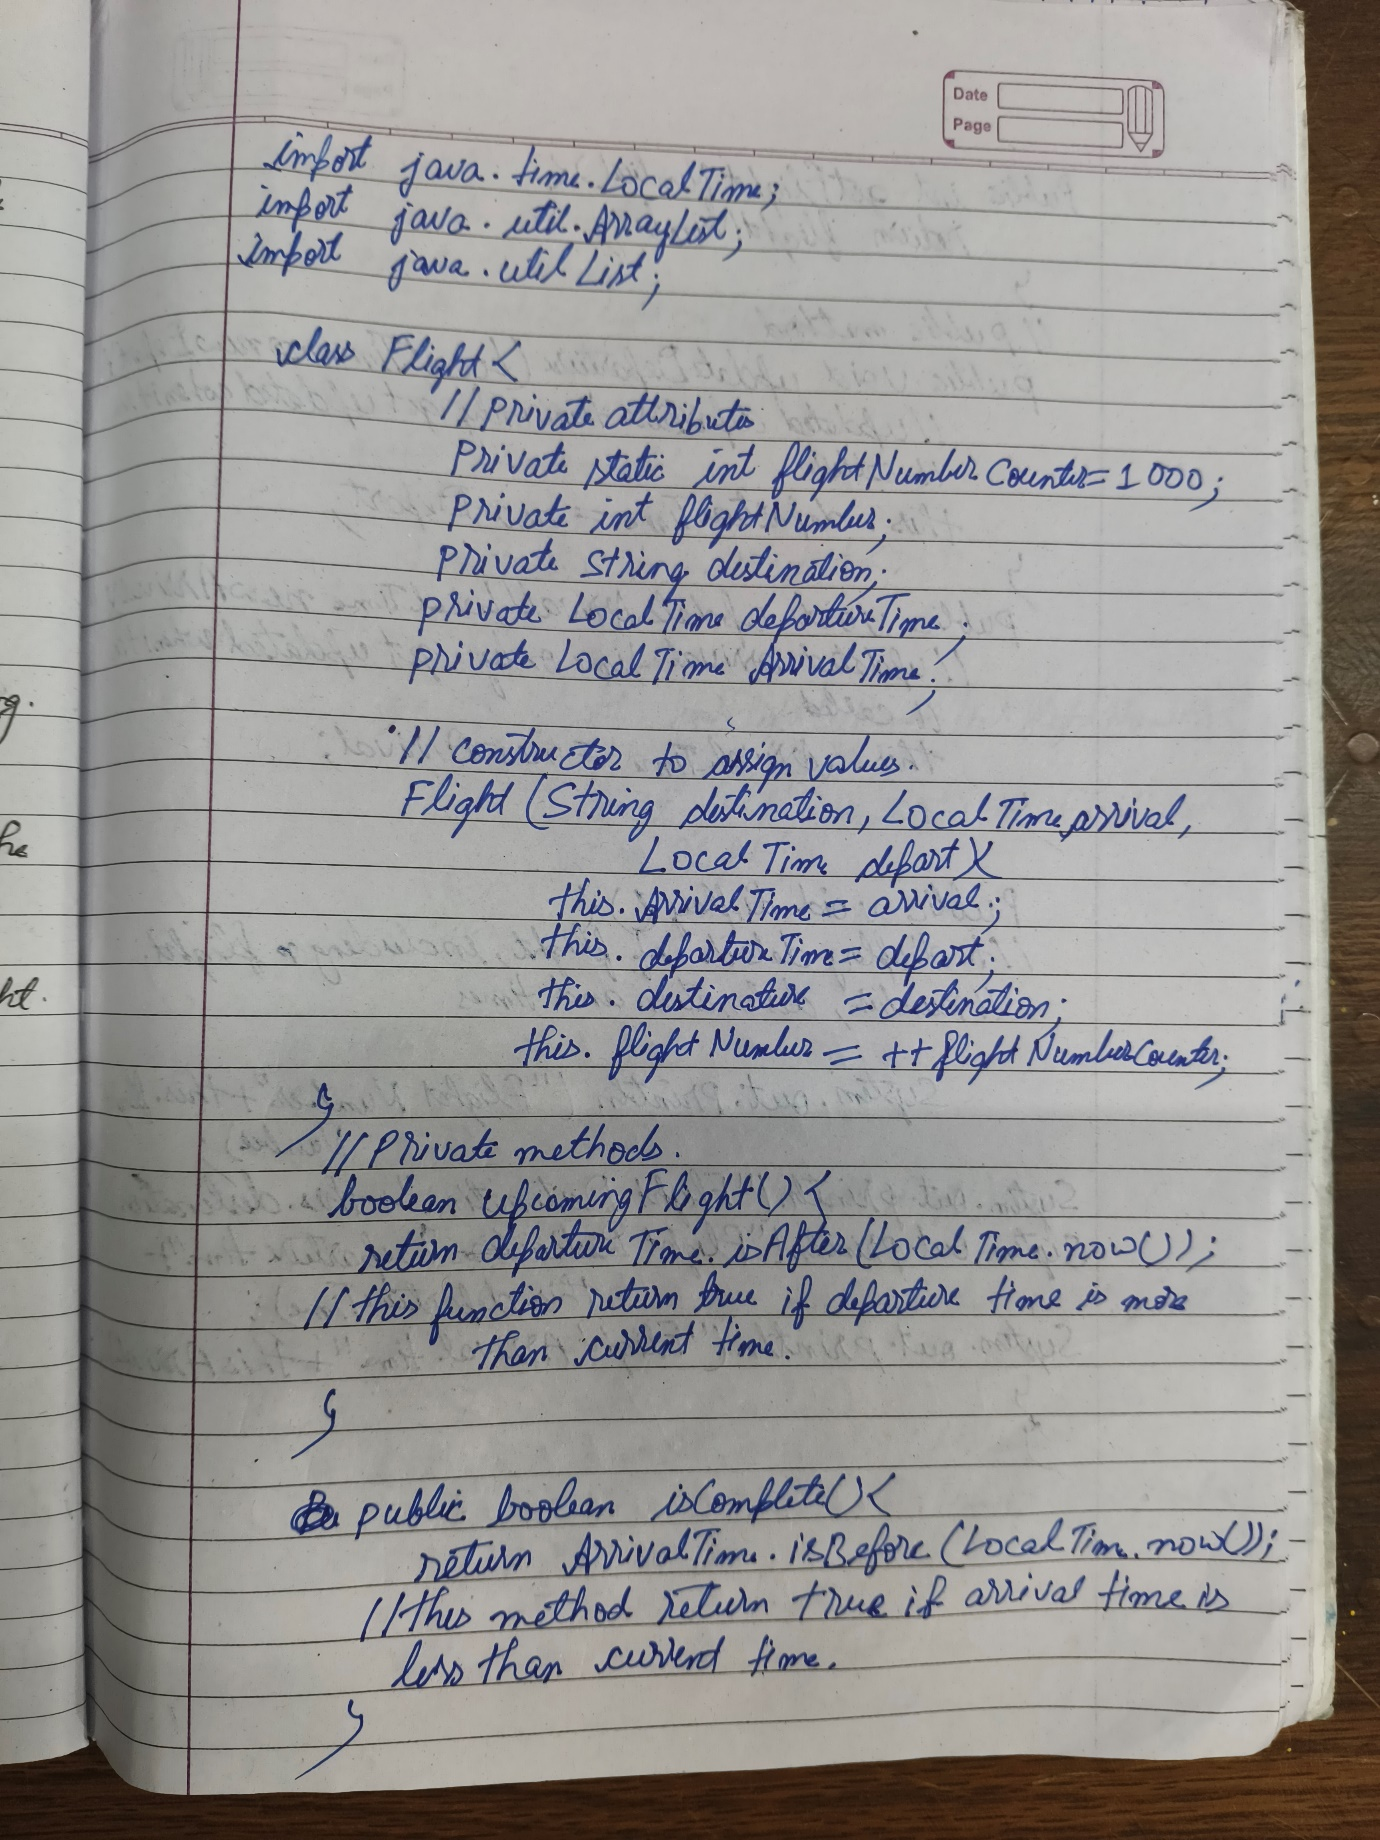 Date
Page
import java.time.LocalTime;
import java.util.ArrayList;
import java.util List;
class Flight {
// private attributes
Private static int flightNumberCounter = 1000;
Private int flightNumber;
private String destination;
private LocalTime departureTime;
private LocalTime ArrivalTime;
// constructor to assign values.
Flight (String destination, LocalTime arrival,
LocalTime depart) {
this.ArrivalTime = arrival;
this.departureTime = depart;
this.destinature = destination;
this.flightNumber = ++flightNumberCounter;
}
// Private methods.
boolean upcomingFlight() {
return departureTime.isAfter(LocalTime.now());
// this function return true if departure time is more
than current time.
}
public boolean isComplete() {
return ArrivalTime.isBefore(LocalTime.now());
// this method return true if arrival time is
less than current time.
}